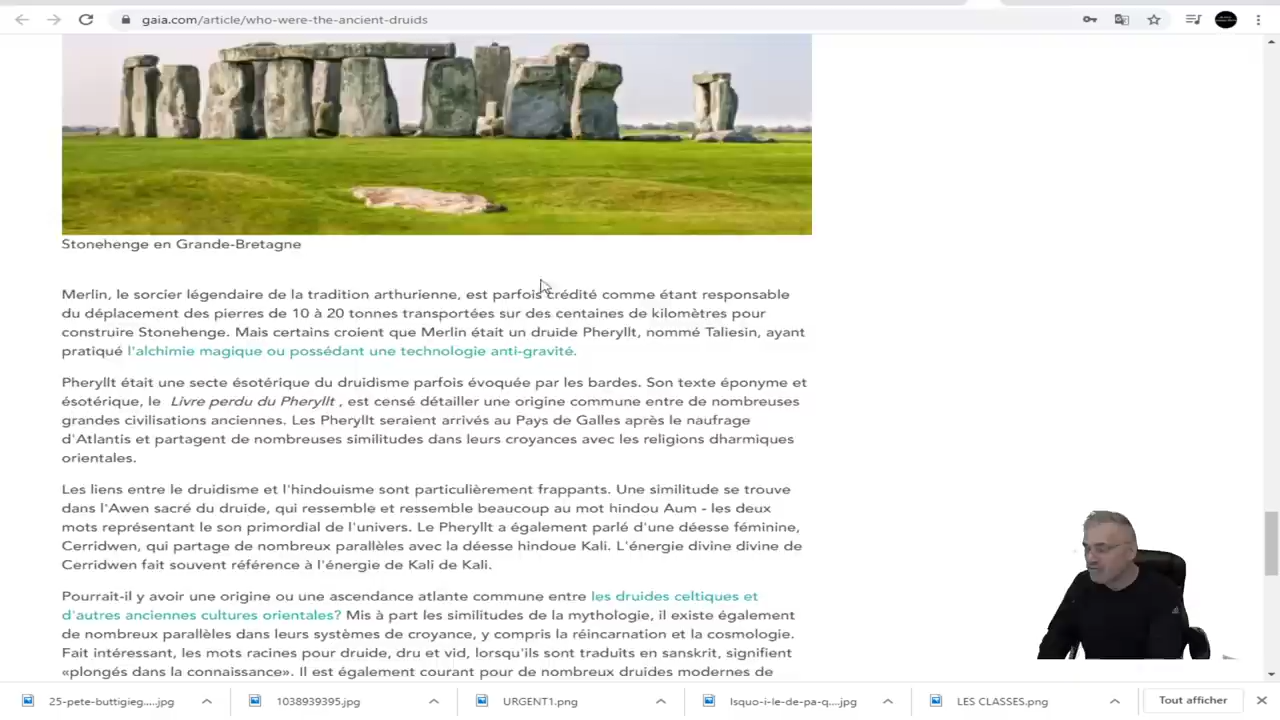 gaia.com/article/who-were-the-ancient-druids
Stonehenge en Grande-Bretagne
Merlin, le sorcier légendaire de la tradition arthurienne, est parfois crédité comme étant responsable
du déplacement des pierres de 10 à 20 tonnes transportées sur des centaines de kilomètres pour
construire Stonehenge. Mais certains croient que Merlin était un druide Pheryllt, nommé Taliesin, ayant
pratiqué l'alchimie magique ou possédant une technologie anti-gravité.
Pheryllt était une secte ésotérique du druidisme parfois évoquée par les bardes. Son texte éponyme et
ésotérique, le Livre perdu du Pheryllt , est censé détailler une origine commune entre de nombreuses
grandes civilisations anciennes. Les Pheryllt seraient arrivés au Pays de Galles après le naufrage
d'Atlantis et partagent de nombreuses similitudes dans leurs croyances avec les religions dharmiques
orientales.
Les liens entre le druidisme et l'hindouisme sont particulièrement frappants. Une similitude se trouve
dans l'Awen sacré du druide, qui ressemble et ressemble beaucoup au mot hindou Aum - les deux
mots représentant le son primordial de l'univers. Le Pheryllt a également parlé d'une déesse féminine,
Cerridwen, qui partage de nombreux parallèles avec la déesse hindoue Kali. L'énergie divine divine de
Cerridwen fait souvent référence à l'énergie de Kali de Kali.
Pourrait-il y avoir une origine ou une ascendance atlante commune entre les druides celtiques et
d'autres anciennes cultures orientales? Mis à part les similitudes de la mythologie, il existe également
de nombreux parallèles dans leurs systèmes de croyance, y compris la réincarnation et la cosmologie.
Fait intéressant, les mots racines pour druide, dru et vid, lorsqu'ils sont traduits en sanskrit, signifient
«plongés dans la connaissance». Il est également courant pour de nombreux druides modernes de
25-pete-buttigieg....jpg
1038939395.jpg
URGENT1.png
Isquo-i-le-de-pa-q....jpg
LES CLASSES.png
Tout afficher